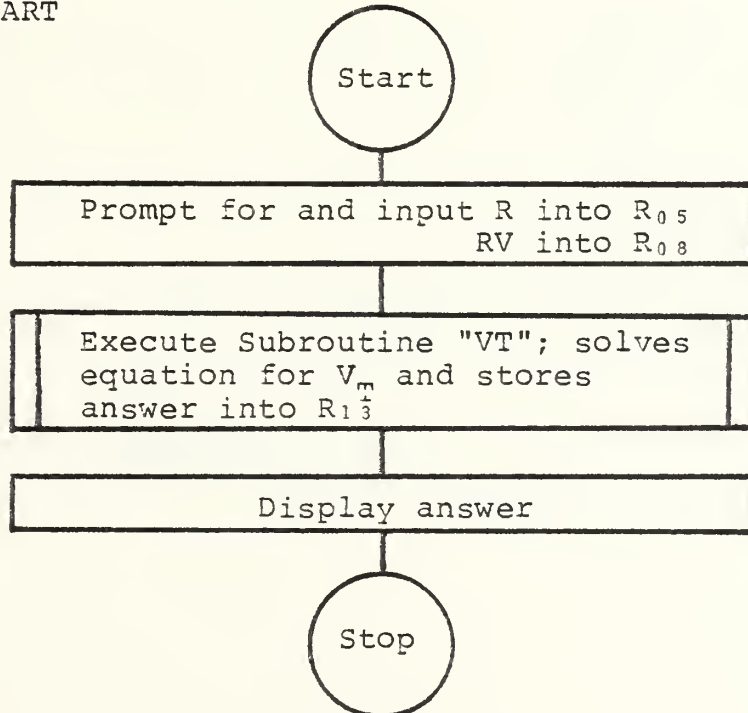 ART
Start
Prompt for and input R into R₀₅
RV into R₀₈
Execute Subroutine "VT"; solves
equation for Vₘ and stores
answer into R₁₃
Display answer
Stop